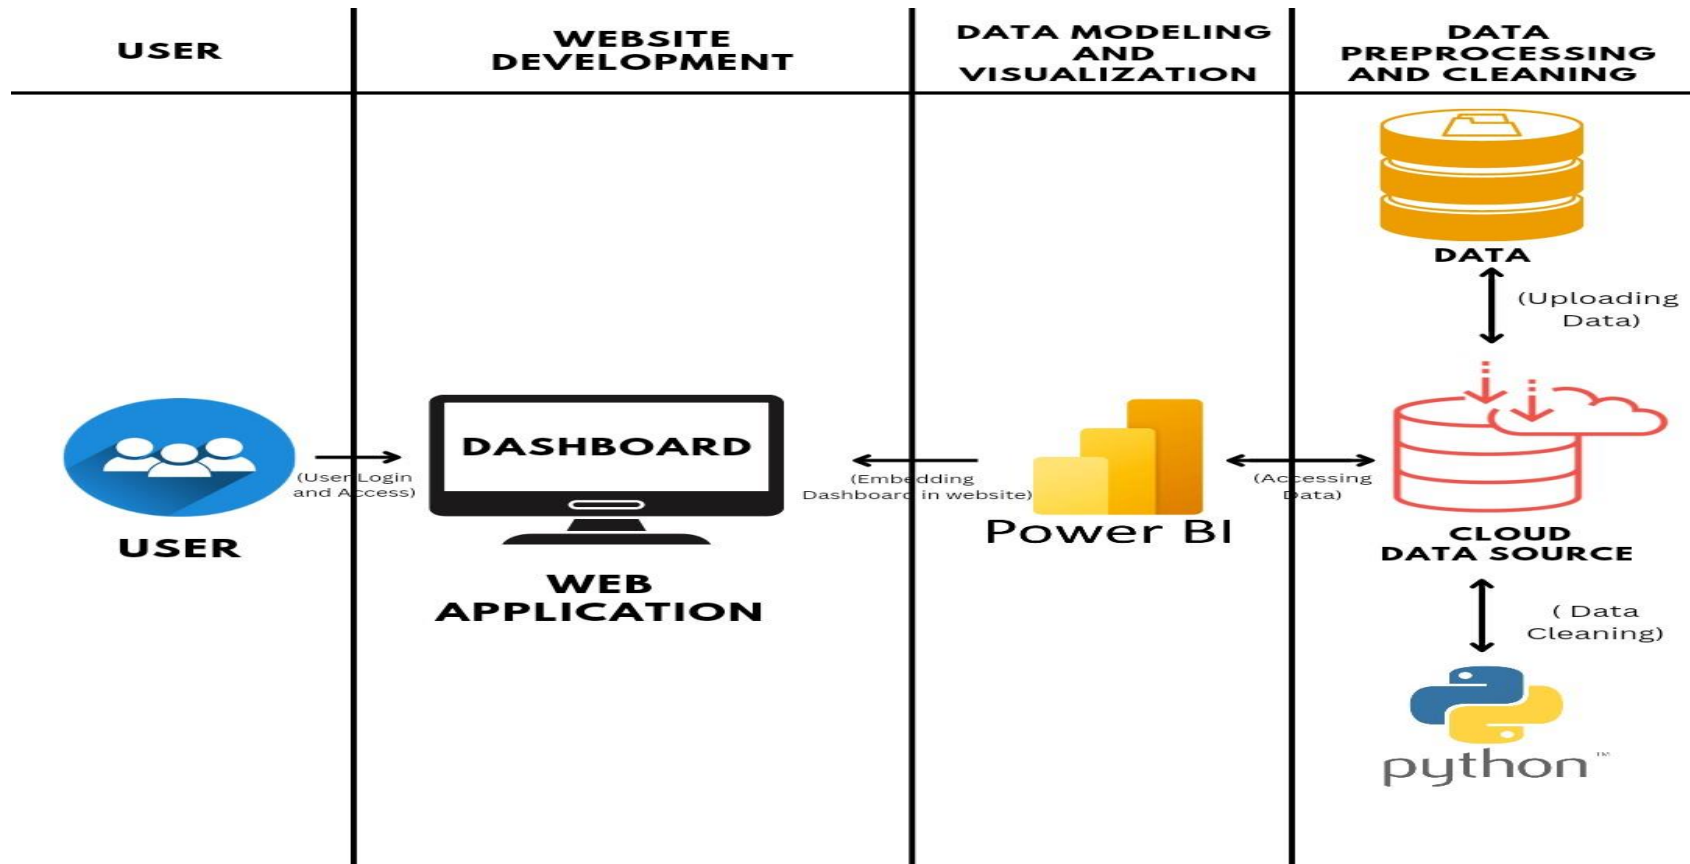 USER
WEBSITE
DEVELOPMENT
DATA MODELING
AND
VISUALIZATION
DATA
PREPROCESSING
AND CLEANING
DATA
(Uploading
Data)
DASHBOARD
(User Login
and Access)
(Embedding
Dashboard in website)
(Accessing
Data)
USER
Power BI
CLOUD
DATA SOURCE
WEB
APPLICATION
( Data
Cleaning)
python™